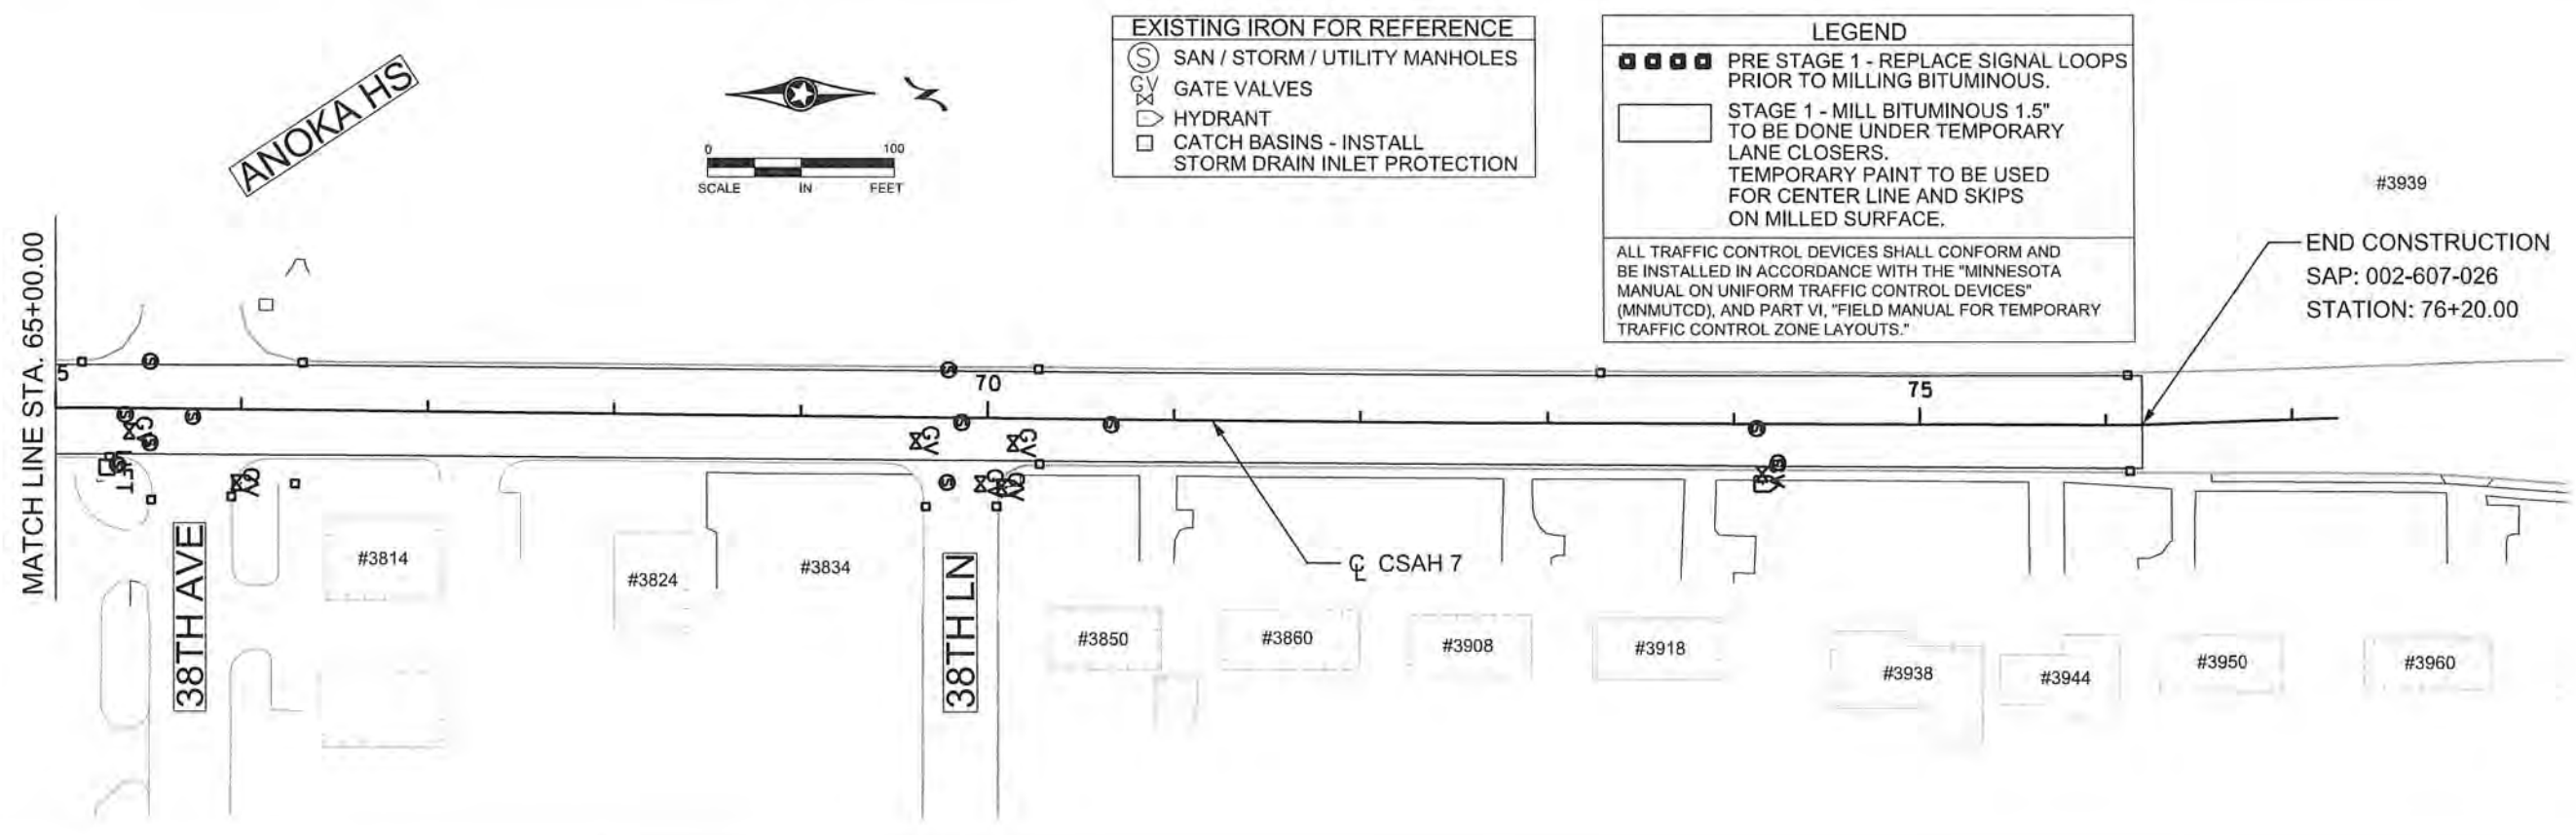 ANOKA HS
0 100
SCALE IN FEET
EXISTING IRON FOR REFERENCE
S SAN / STORM / UTILITY MANHOLES
GV GATE VALVES
HYDRANT
CATCH BASINS - INSTALL
STORM DRAIN INLET PROTECTION
LEGEND
PRE STAGE 1 - REPLACE SIGNAL LOOPS
PRIOR TO MILLING BITUMINOUS.
STAGE 1 - MILL BITUMINOUS 1.5"
TO BE DONE UNDER TEMPORARY
LANE CLOSERS.
TEMPORARY PAINT TO BE USED
FOR CENTER LINE AND SKIPS
ON MILLED SURFACE.
ALL TRAFFIC CONTROL DEVICES SHALL CONFORM AND
BE INSTALLED IN ACCORDANCE WITH THE "MINNESOTA
MANUAL ON UNIFORM TRAFFIC CONTROL DEVICES"
(MNMUTCD), AND PART VI, "FIELD MANUAL FOR TEMPORARY
TRAFFIC CONTROL ZONE LAYOUTS."
#3939
END CONSTRUCTION
SAP: 002-607-026
STATION: 76+20.00
MATCH LINE STA. 65+00.00
5
70
75
S
S
S
S
S
S
S
S
S
S
S
GV
GV
GV
GV
GV
GV
38TH AVE
38TH LN
℄ CSAH 7
#3814
#3824
#3834
#3850
#3860
#3908
#3918
#3938
#3944
#3950
#3960